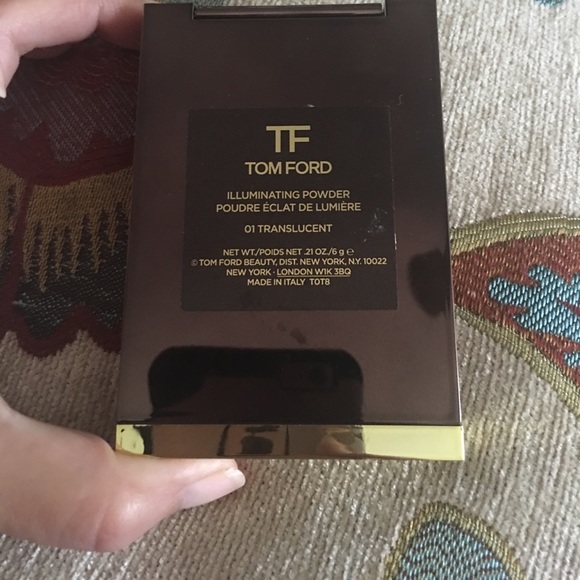 TF
TOM FORD
ILLUMINATING POWDER
POUDRE ÉCLAT DE LUMIÈRE
01 TRANSLUCENT
NET WT./POIDS NET .21 OZ./6 g ℮
© TOM FORD BEAUTY, DIST. NEW YORK, N.Y. 10022
NEW YORK · LONDON W1K 3BQ
MADE IN ITALY T0T8